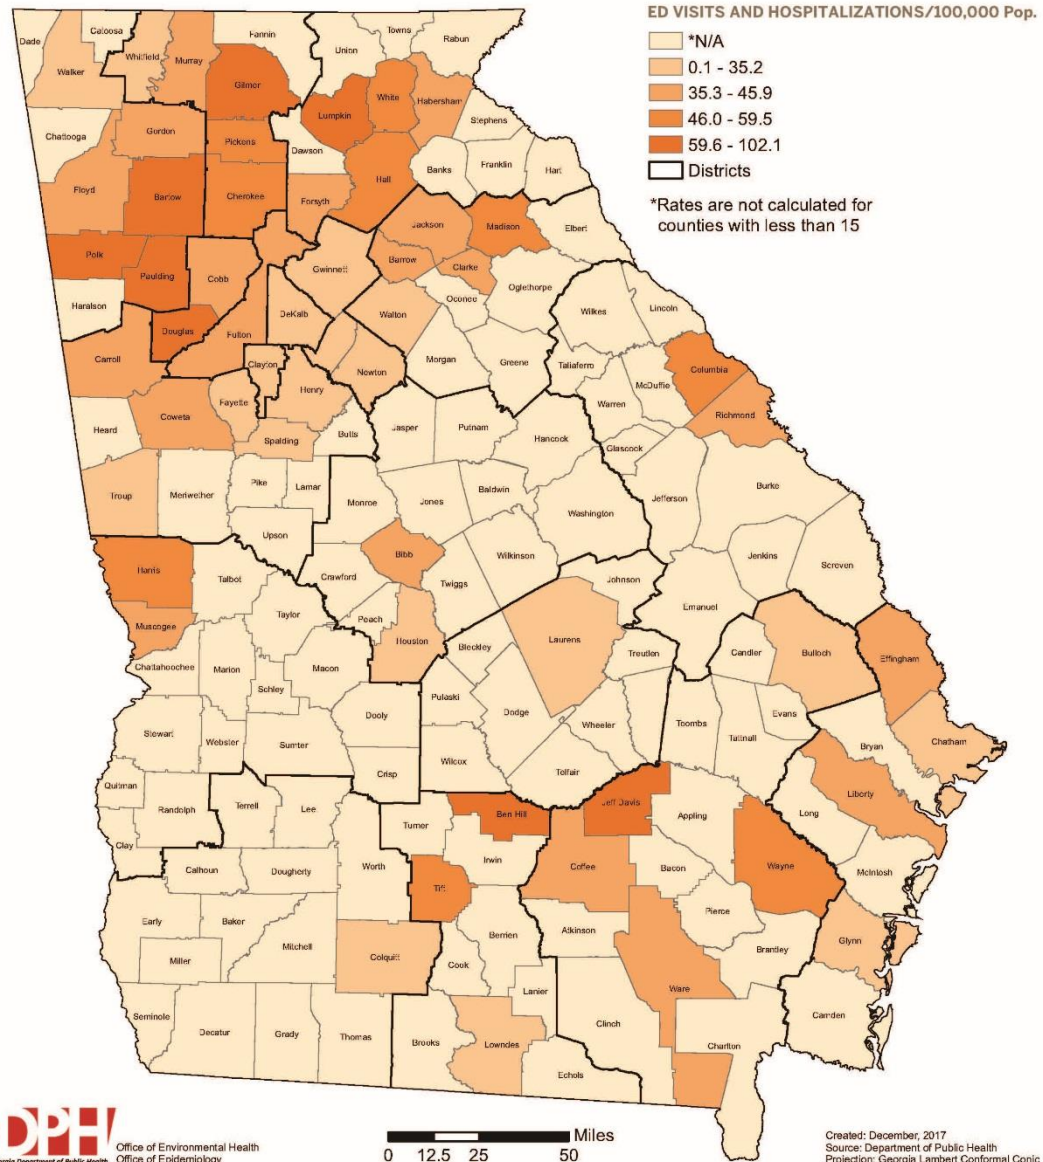 ED VISITS AND HOSPITALIZATIONS/100,000 Pop.
*N/A
0.1 - 35.2
35.3 - 45.9
46.0 - 59.5
59.6 - 102.1
Districts
*Rates are not calculated for
counties with less than 15
Dade
Catoosa
Fannin
Union
Towns
Rabun
Walker
Whitfield
Murray
Gilmer
Lumpkin
White
Habersham
Stephens
Chattooga
Gordon
Pickens
Dawson
Hall
Banks
Franklin
Hart
Floyd
Bartow
Cherokee
Forsyth
Jackson
Madison
Elbert
Polk
Paulding
Cobb
Gwinnett
Barrow
Clarke
Oconee
Oglethorpe
Haralson
Douglas
Fulton
DeKalb
Walton
Wilkes
Lincoln
Carroll
Clayton
Henry
Newton
Morgan
Greene
Taliaferro
McDuffie
Columbia
Heard
Coweta
Fayette
Spalding
Butts
Jasper
Putnam
Hancock
Warren
Glascock
Richmond
Troup
Meriwether
Pike
Lamar
Monroe
Jones
Baldwin
Washington
Jefferson
Burke
Upson
Harris
Talbot
Crawford
Bibb
Twiggs
Wilkinson
Johnson
Jenkins
Screven
Muscogee
Taylor
Peach
Houston
Bleckley
Laurens
Treutlen
Emanuel
Candler
Bulloch
Effingham
Chattahoochee
Marion
Schley
Macon
Pulaski
Dodge
Wheeler
Toombs
Tattnall
Evans
Bryan
Chatham
Stewart
Webster
Sumter
Dooly
Crisp
Wilcox
Telfair
Quitman
Randolph
Terrell
Lee
Turner
Ben Hill
Jeff Davis
Appling
Long
Liberty
Clay
Calhoun
Dougherty
Worth
Irwin
Tift
Coffee
Bacon
Wayne
McIntosh
Early
Baker
Mitchell
Colquitt
Berrien
Atkinson
Pierce
Brantley
Glynn
Miller
Cook
Lanier
Ware
Seminole
Decatur
Grady
Thomas
Brooks
Lowndes
Echols
Clinch
Charlton
Camden
DPH
Georgia Department of Public Health
Office of Environmental Health
Office of Epidemiology
Miles
0 12.5 25 50
Created: December, 2017
Source: Department of Public Health
Projection: Georgia Lambert Conformal Conic